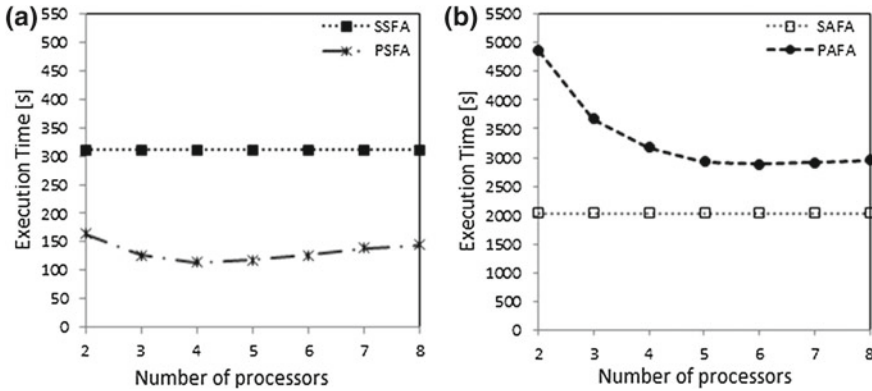 (a)
Execution Time [s]
550
500
450
400
350
300
250
200
150
100
50
0
2 3 4 5 6 7 8
Number of processors
SSFA
PSFA
(b)
Execution Time [s]
5500
5000
4500
4000
3500
3000
2500
2000
1500
1000
500
0
2 3 4 5 6 7 8
Number of processors
SAFA
PAFA